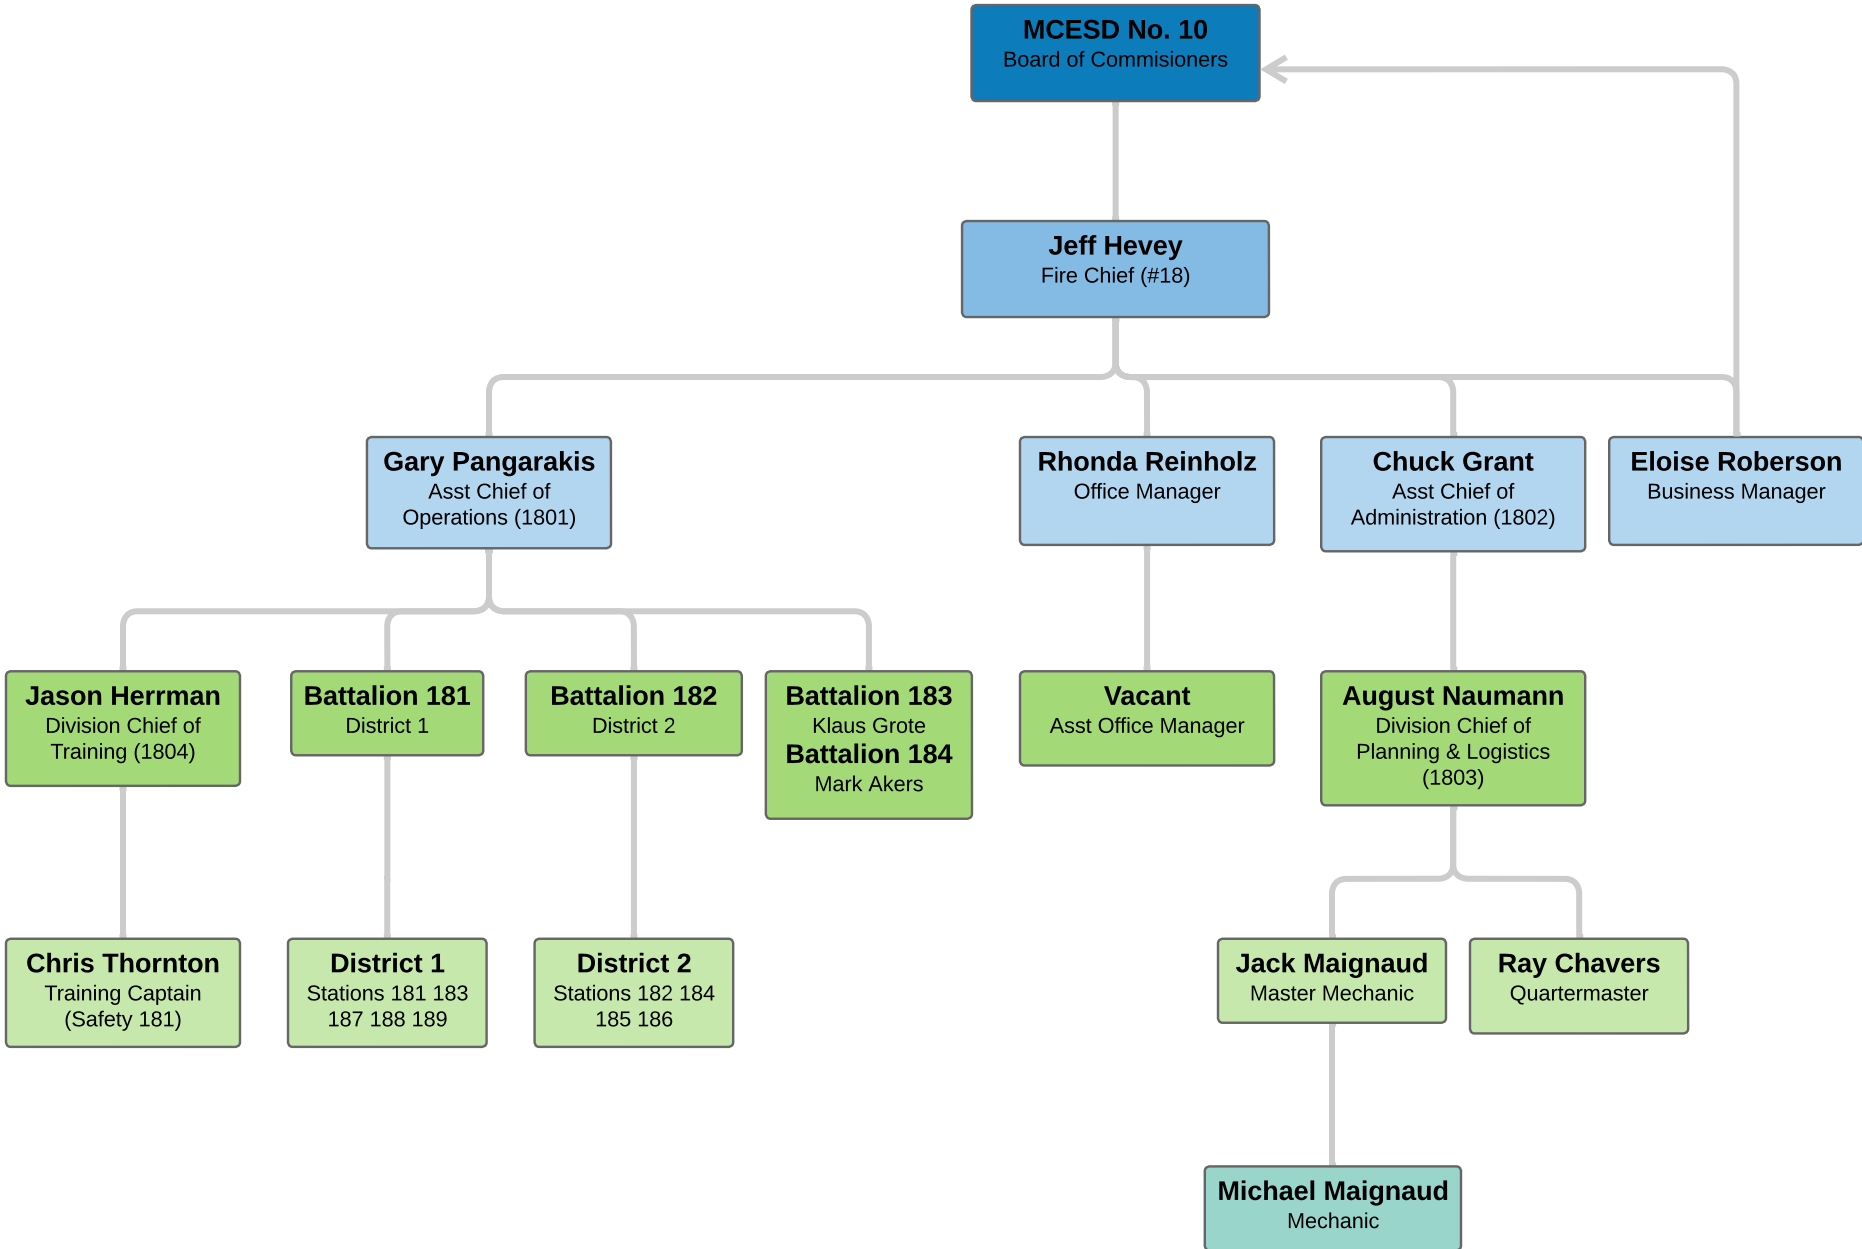 MCESD No. 10
Board of Commisioners
Jeff Hevey
Fire Chief (#18)
Gary Pangarakis
Asst Chief of
Operations (1801)
Rhonda Reinholz
Office Manager
Chuck Grant
Asst Chief of
Administration (1802)
Eloise Roberson
Business Manager
Jason Herrman
Division Chief of
Training (1804)
Battalion 181
District 1
Battalion 182
District 2
Battalion 183
Klaus Grote
Battalion 184
Mark Akers
Vacant
Asst Office Manager
August Naumann
Division Chief of
Planning & Logistics
(1803)
Chris Thornton
Training Captain
(Safety 181)
District 1
Stations 181 183
187 188 189
District 2
Stations 182 184
185 186
Jack Maignaud
Master Mechanic
Ray Chavers
Quartermaster
Michael Maignaud
Mechanic